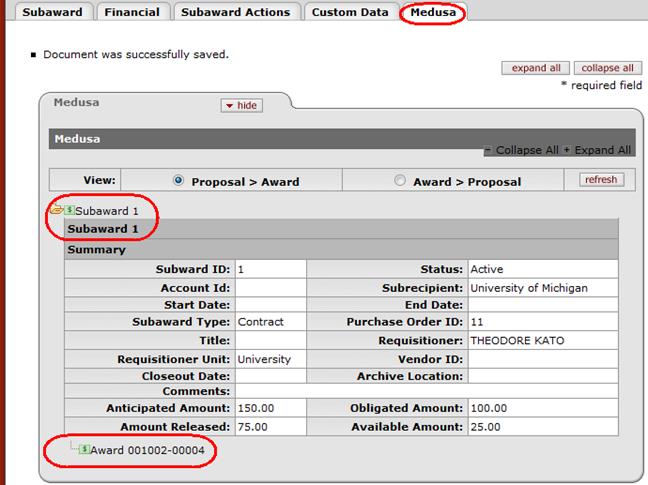 Subaward Financial Subaward Actions Custom Data Medusa
Document was successfully saved.
expand all collapse all
* required field
Medusa hide
Medusa
− Collapse All + Expand All
View: Proposal > Award Award > Proposal refresh
$Subaward 1
Subaward 1
Summary
Subward ID: 1 Status: Active
Account Id: Subrecipient: University of Michigan
Start Date: End Date:
Subaward Type: Contract Purchase Order ID: 11
Title: Requisitioner: THEODORE KATO
Requisitioner Unit: University Vendor ID:
Closeout Date: Archive Location:
Comments:
Anticipated Amount: 150.00 Obligated Amount: 100.00
Amount Released: 75.00 Available Amount: 25.00
$Award 001002-00004